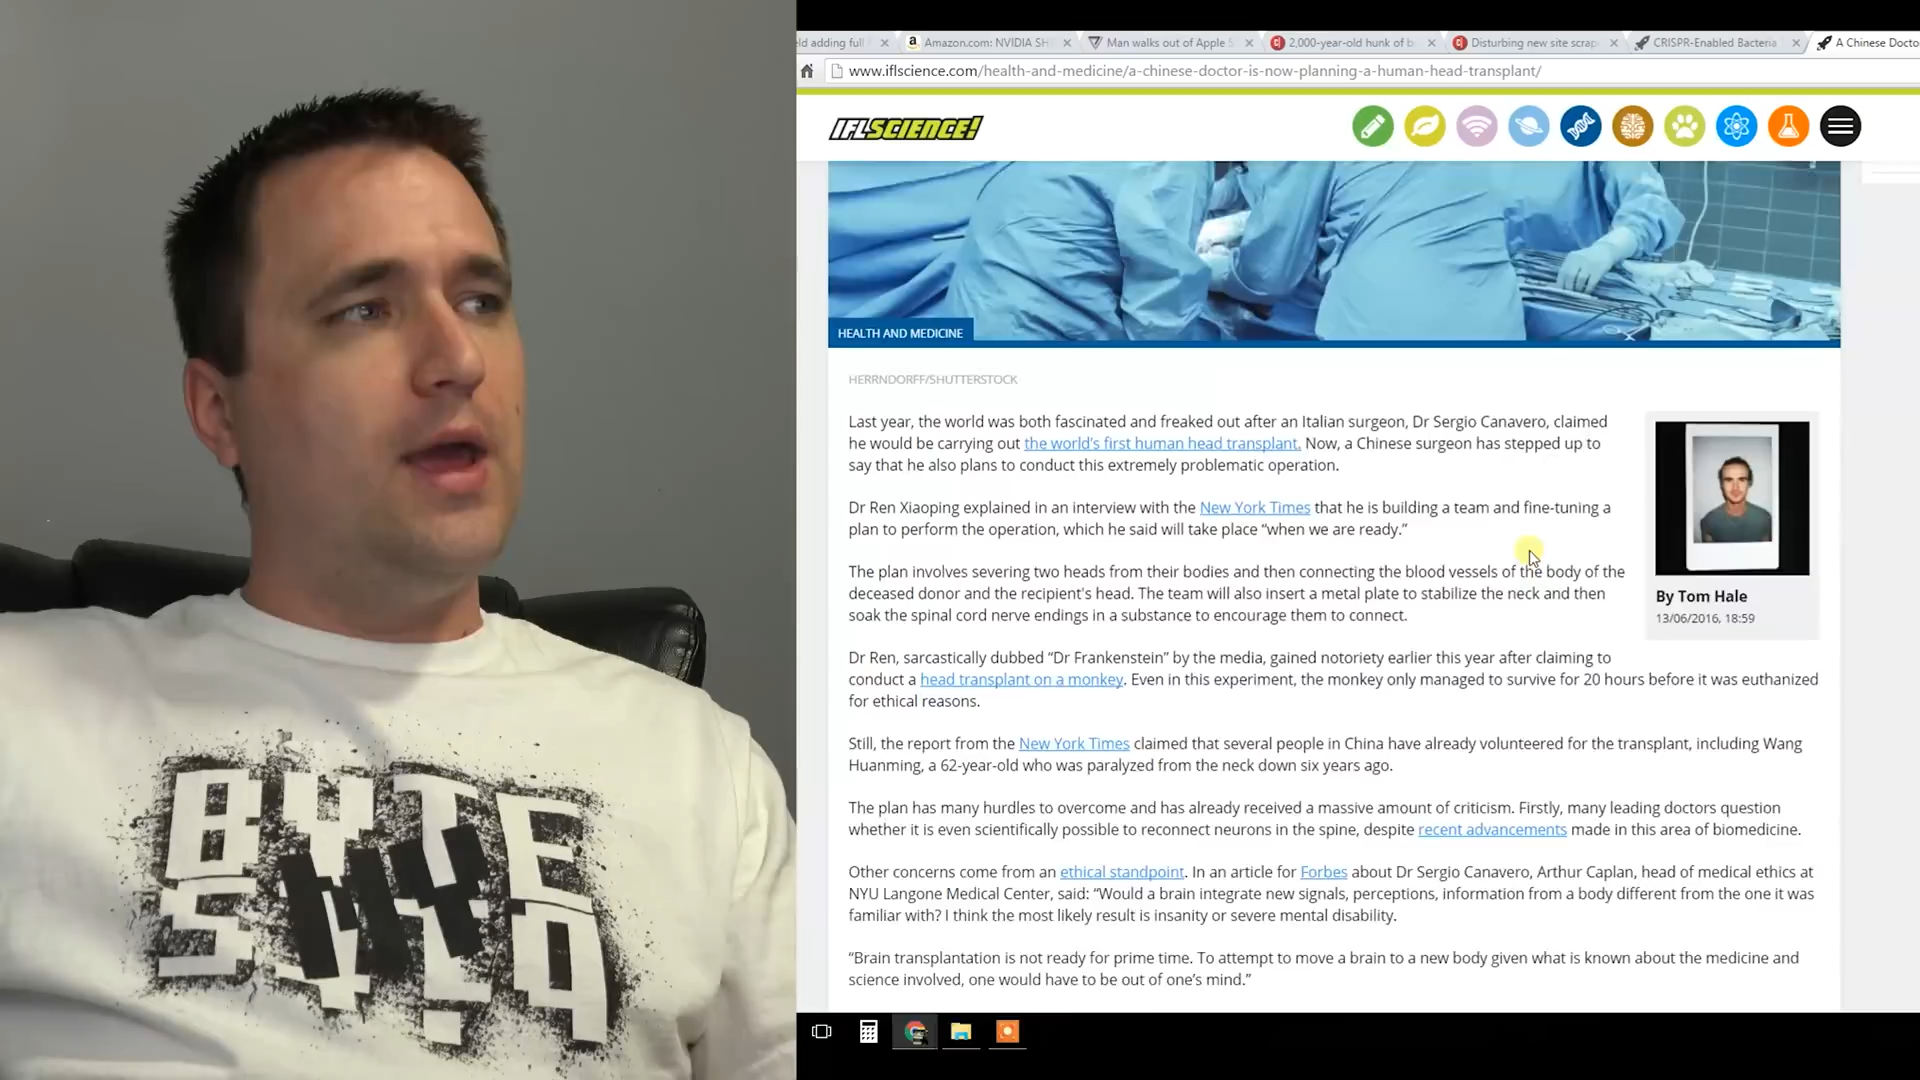 ld adding full
Amazon.com: NVIDIA SH
Man walks out of Apple S
2,000-year-old hunk of b
Disturbing new site scrap
CRISPR-Enabled Bacteria
A Chinese Docto
www.iflscience.com/health-and-medicine/a-chinese-doctor-is-now-planning-a-human-head-transplant/
IFLSCIENCE!
HEALTH AND MEDICINE
HERRNDORFF/SHUTTERSTOCK
Last year, the world was both fascinated and freaked out after an Italian surgeon, Dr Sergio Canavero, claimed
he would be carrying out the world's first human head transplant. Now, a Chinese surgeon has stepped up to
say that he also plans to conduct this extremely problematic operation.
Dr Ren Xiaoping explained in an interview with the New York Times that he is building a team and fine-tuning a
plan to perform the operation, which he said will take place “when we are ready.”
The plan involves severing two heads from their bodies and then connecting the blood vessels of the body of the
deceased donor and the recipient's head. The team will also insert a metal plate to stabilize the neck and then
soak the spinal cord nerve endings in a substance to encourage them to connect.
By Tom Hale
13/06/2016, 18:59
Dr Ren, sarcastically dubbed “Dr Frankenstein” by the media, gained notoriety earlier this year after claiming to
conduct a head transplant on a monkey. Even in this experiment, the monkey only managed to survive for 20 hours before it was euthanized
for ethical reasons.
Still, the report from the New York Times claimed that several people in China have already volunteered for the transplant, including Wang
Huanming, a 62-year-old who was paralyzed from the neck down six years ago.
The plan has many hurdles to overcome and has already received a massive amount of criticism. Firstly, many leading doctors question
whether it is even scientifically possible to reconnect neurons in the spine, despite recent advancements made in this area of biomedicine.
Other concerns come from an ethical standpoint. In an article for Forbes about Dr Sergio Canavero, Arthur Caplan, head of medical ethics at
NYU Langone Medical Center, said: “Would a brain integrate new signals, perceptions, information from a body different from the one it was
familiar with? I think the most likely result is insanity or severe mental disability.
“Brain transplantation is not ready for prime time. To attempt to move a brain to a new body given what is known about the medicine and
science involved, one would have to be out of one’s mind.”
BYTE